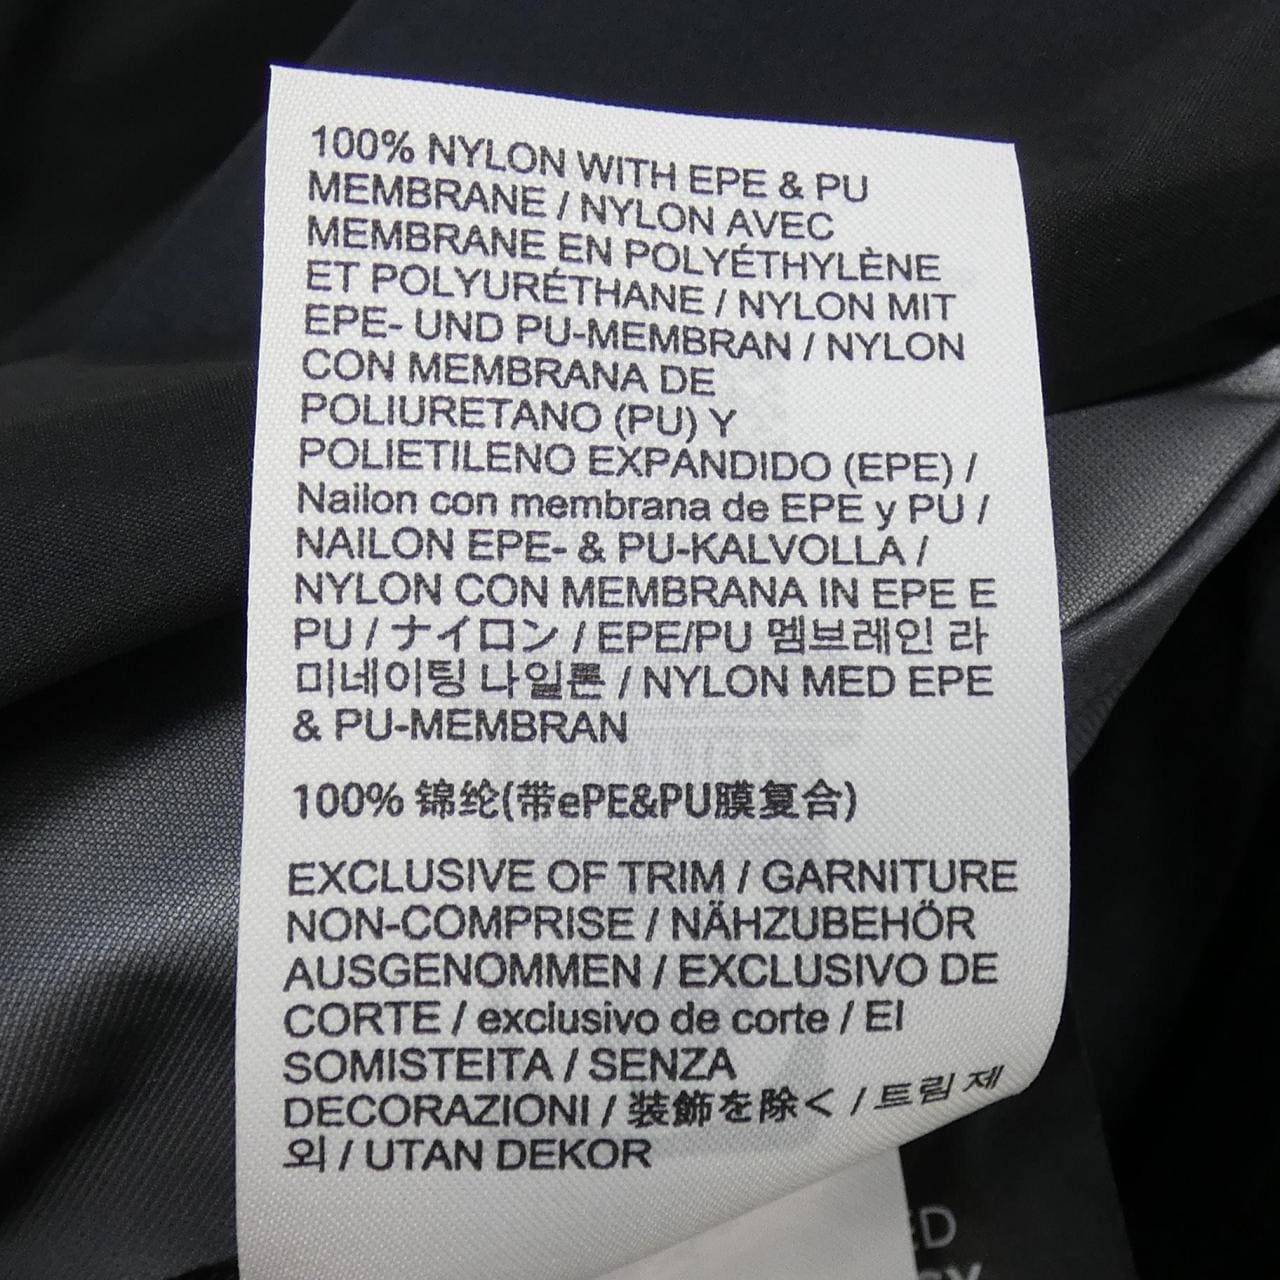 100% NYLON WITH EPE & PU
MEMBRANE / NYLON AVEC
MEMBRANE EN POLYÉTHYLÈNE
ET POLYURÉTHANE / NYLON MIT
EPE- UND PU-MEMBRAN / NYLON
CON MEMBRANA DE
POLIURETANO (PU) Y
POLIETILENO EXPANDIDO (EPE) /
Nailon con membrana de EPE y PU /
NAILON EPE- & PU-KALVOLLA /
NYLON CON MEMBRANA IN EPE E
PU / ナイロン / EPE/PU 멤브레인 라
미네이팅 나일론 / NYLON MED EPE
& PU-MEMBRAN
100% 锦纶(带ePE&PU膜复合)
EXCLUSIVE OF TRIM / GARNITURE
NON-COMPRISE / NÄHZUBEHÖR
AUSGENOMMEN / EXCLUSIVO DE
CORTE / exclusivo de corte / EI
SOMISTEITA / SENZA
DECORAZIONI / 装飾を除く / 트림 제
외 / UTAN DEKOR